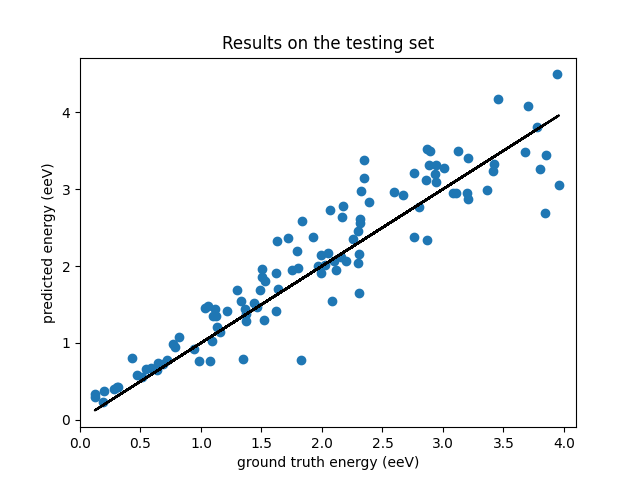 Results on the testing set
predicted energy (eeV)
4
3
2
1
0
0.0 0.5 1.0 1.5 2.0 2.5 3.0 3.5 4.0
ground truth energy (eeV)